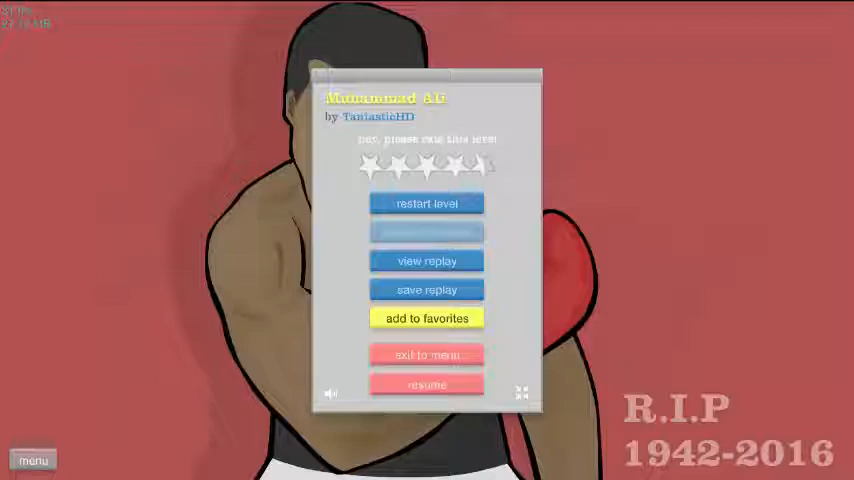 Muhammad Ali
by TantasticHD
hey, please rate this level
restart level
view replay
save replay
add to favorites
exit to menu
resume
R.I.P
1942-2016
menu